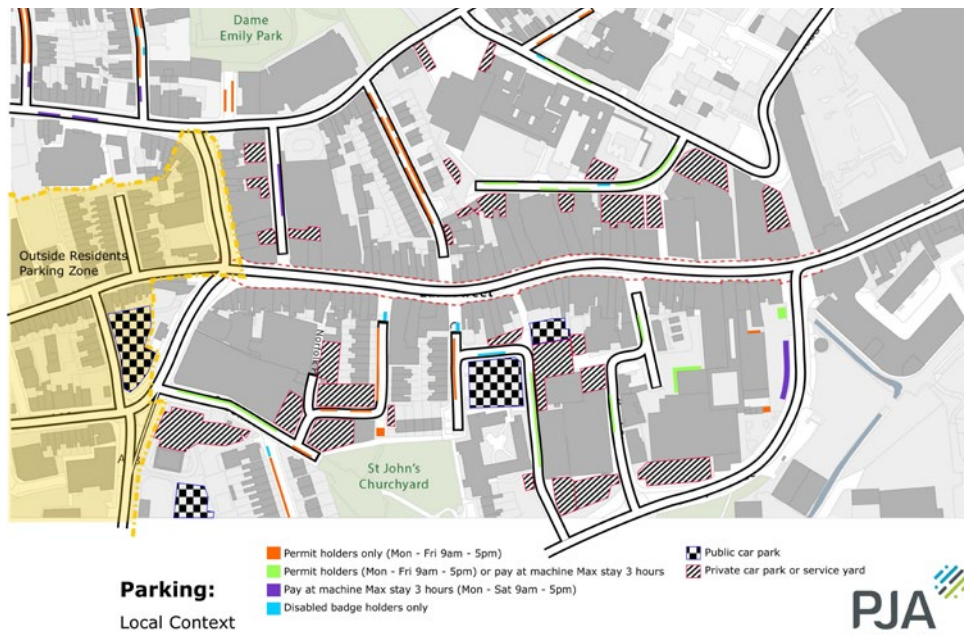 Dame
Emily Park
Outside Residents
Parking Zone
St John's
Churchyard
Permit holders only (Mon - Fri 9am - 5pm)
Permit holders (Mon - Fri 9am - 5pm) or pay at machine Max stay 3 hours
Pay at machine Max stay 3 hours (Mon - Sat 9am - 5pm)
Disabled badge holders only
Public car park
Private car park or service yard
Parking:
Local Context
PJA